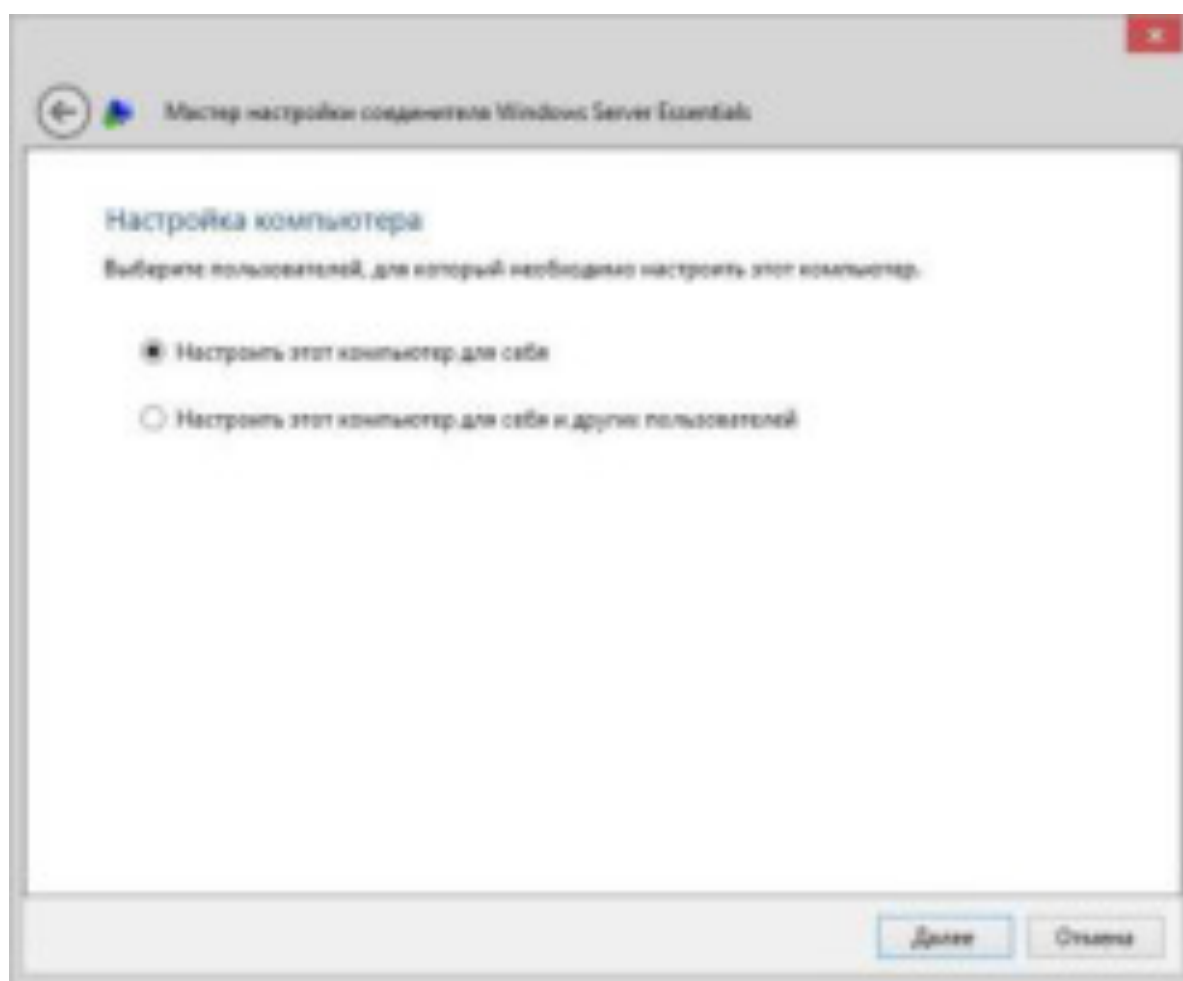 Мастер настройки соединителя Windows Server Essentials
Настройка компьютера
Выберите пользователей, для который необходимо настроить этот компьютер.
Настроить этот компьютер для себя
Настроить этот компьютер для себя и других пользователей
Далее
Отмена